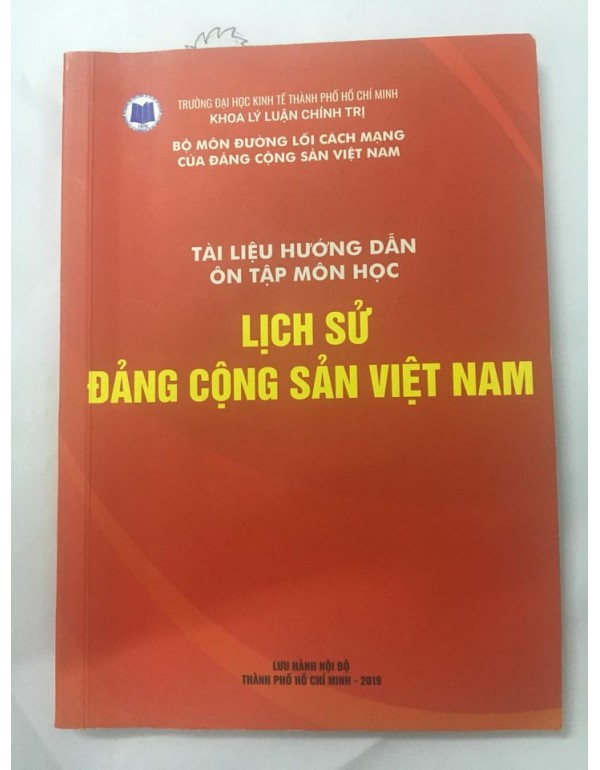 TRƯỜNG ĐẠI HỌC KINH TẾ THÀNH PHỐ HỒ CHÍ MINH
KHOA LÝ LUẬN CHÍNH TRỊ
BỘ MÔN ĐƯỜNG LỐI CÁCH MẠNG
CỦA ĐẢNG CỘNG SẢN VIỆT NAM
TÀI LIỆU HƯỚNG DẪN
ÔN TẬP MÔN HỌC
LỊCH SỬ
ĐẢNG CỘNG SẢN VIỆT NAM
LƯU HÀNH NỘI BỘ
THÀNH PHỐ HỒ CHÍ MINH - 2019